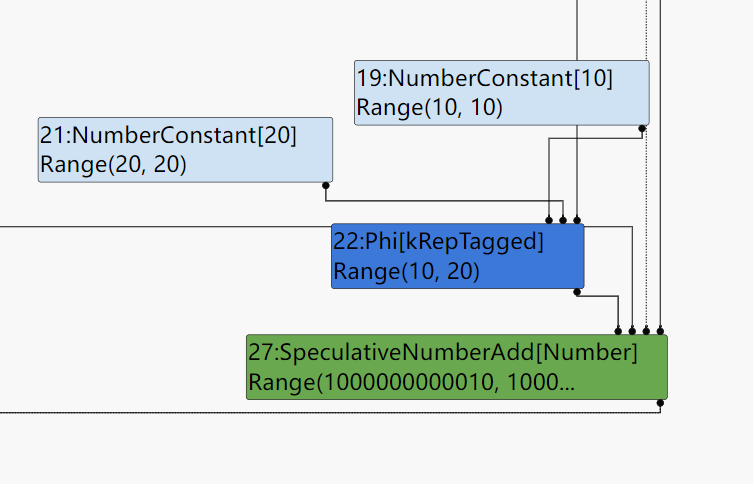 19:NumberConstant[10]
Range(10, 10)
21:NumberConstant[20]
Range(20, 20)
22:Phi[kRepTagged]
Range(10, 20)
27:SpeculativeNumberAdd[Number]
Range(1000000000010, 1000...